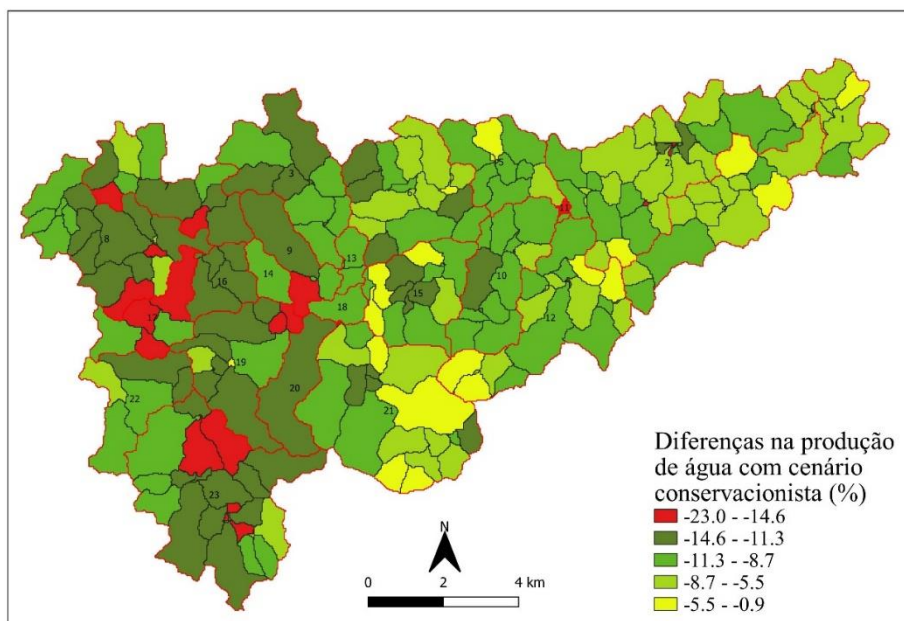 1
2
3
5
6
8
9
10
11
12
13
14
15
16
17
18
19
20
21
22
23
Diferenças na produção
de água com cenário
conservacionista (%)
-23.0 - -14.6
-14.6 - -11.3
-11.3 - -8.7
-8.7 - -5.5
-5.5 - -0.9
N
0 2 4 km